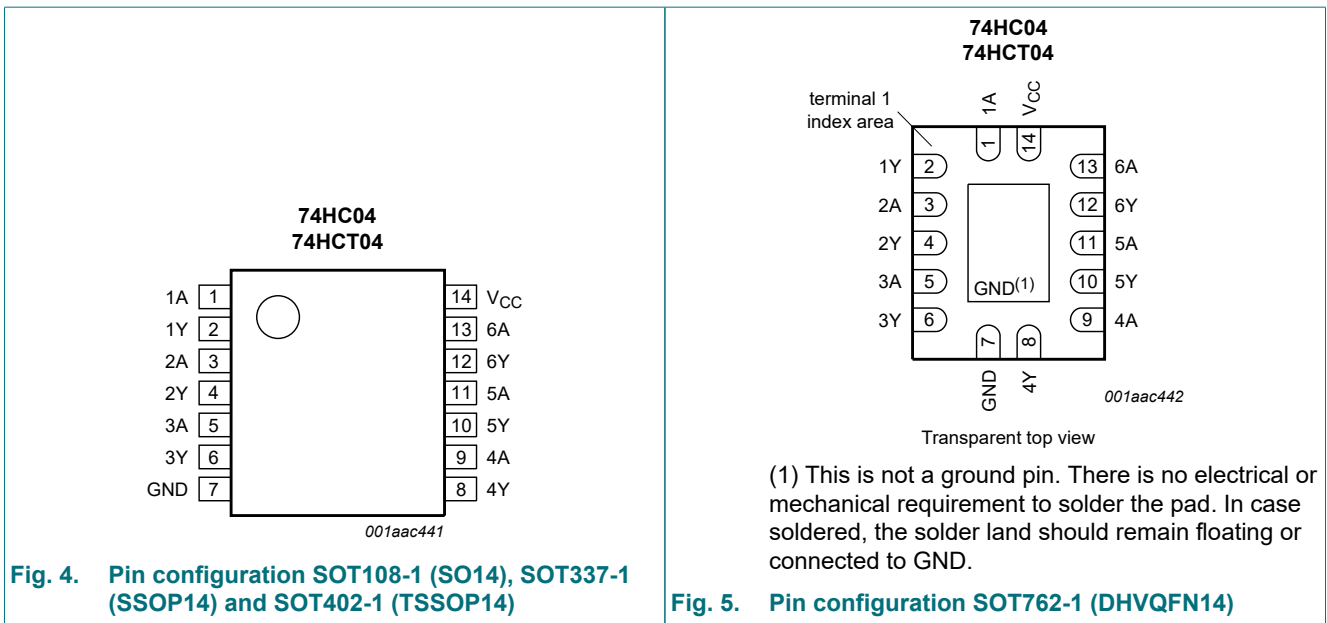 74HC04
74HCT04
1A 1
1Y 2
2A 3
2Y 4
3A 5
3Y 6
GND 7
14 VCC
13 6A
12 6Y
11 5A
10 5Y
9 4A
8 4Y
001aac441
Fig. 4. Pin configuration SOT108-1 (SO14), SOT337-1
(SSOP14) and SOT402-1 (TSSOP14)
74HC04
74HCT04
terminal 1
index area
1A
VCC
1
14
1Y 2
2A 3
2Y 4
3A 5
3Y 6
13 6A
12 6Y
11 5A
10 5Y
9 4A
GND(1)
7
8
GND
4Y
001aac442
Transparent top view
(1) This is not a ground pin. There is no electrical or
mechanical requirement to solder the pad. In case
soldered, the solder land should remain floating or
connected to GND.
Fig. 5. Pin configuration SOT762-1 (DHVQFN14)